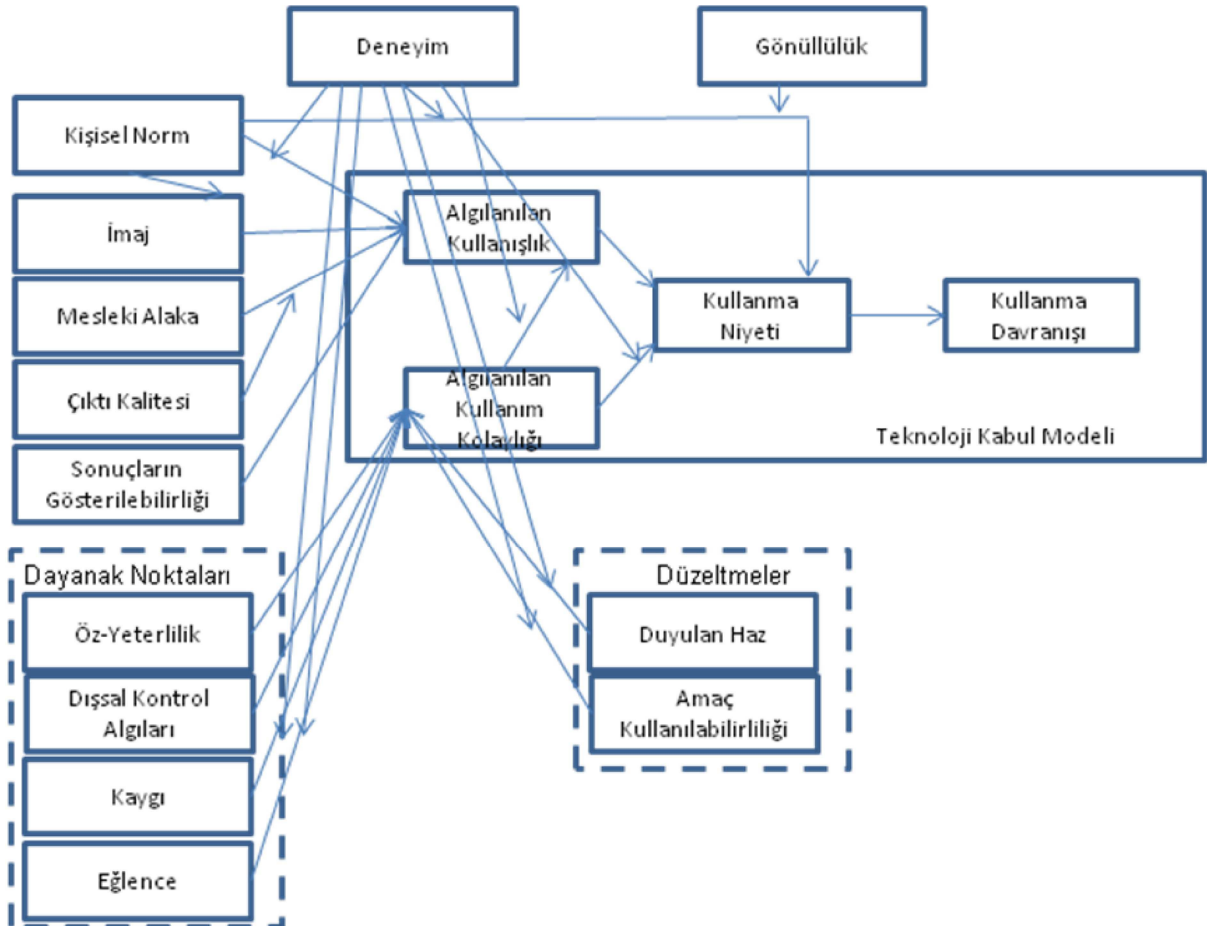 Deneyim
Gönüllülük
Kişisel Norm
İmaj
Mesleki Alaka
Çıktı Kalitesi
Sonuçların
Gösterilebilirliği
Algılanılan
Kullanışlık
Algılanılan
Kullanım
Kolaylığı
Kullanma
Niyeti
Kullanma
Davranışı
Teknoloji Kabul Modeli
Dayanak Noktaları
Öz-Yeterlilik
Dışsal Kontrol
Algıları
Kaygı
Eğlence
Düzeltmeler
Duyulan Haz
Amaç
Kullanılabilirliliği